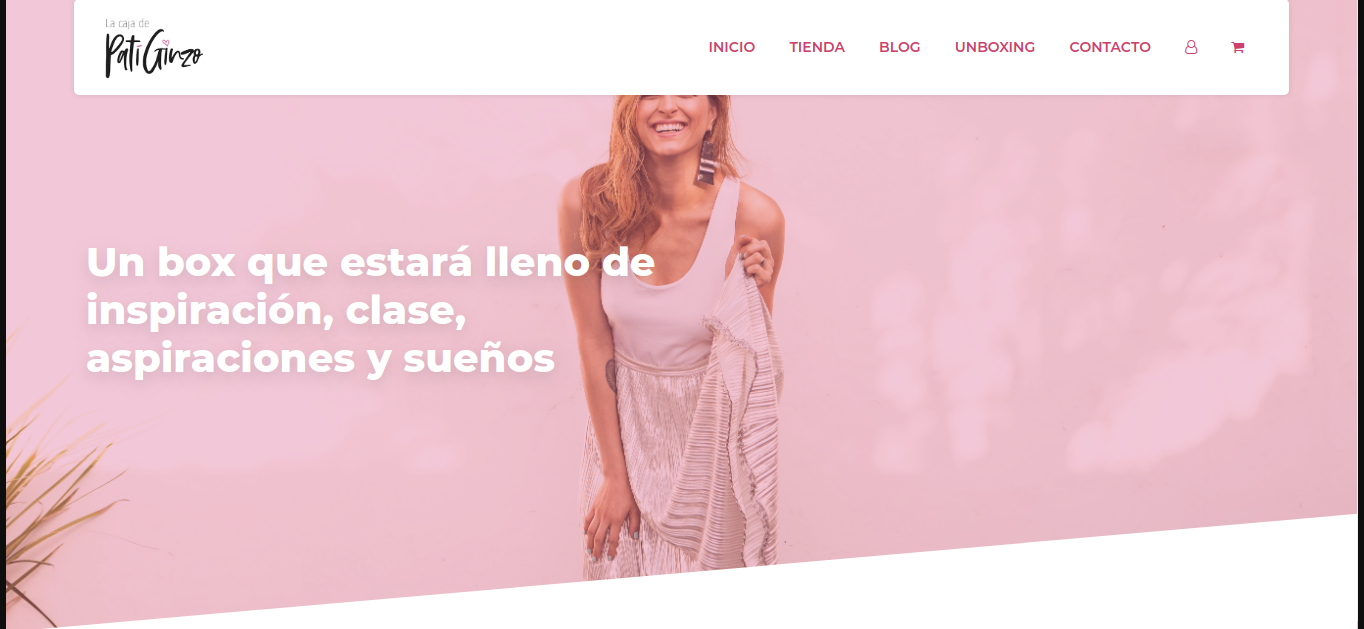 La caja de
Pati Ginzo
INICIO TIENDA BLOG UNBOXING CONTACTO
Un box que estará lleno de
inspiración, clase,
aspiraciones y sueños